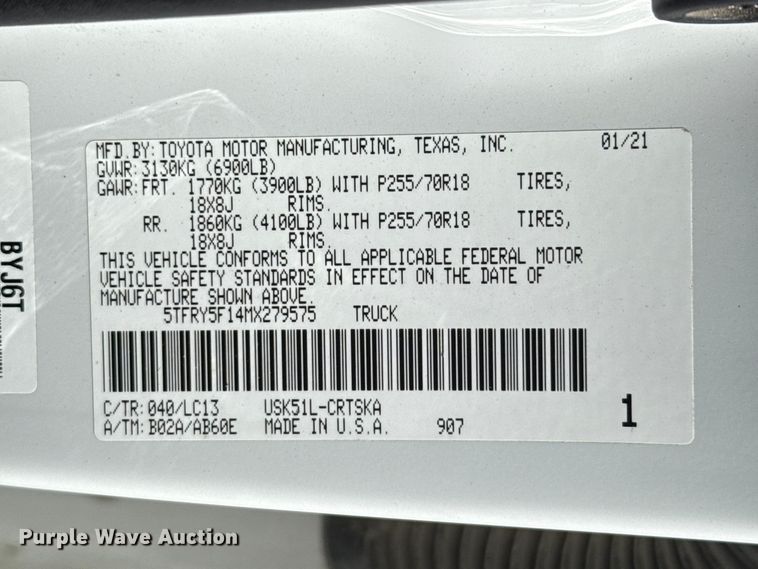 MFD.BY: TOYOTA MOTOR MANUFACTURING, TEXAS, INC. 01/21
GVWR: 3130KG (6900LB)
GAWR: FRT. 1770KG (3900LB) WITH P255/70R18 TIRES,
18X8J RIMS.
RR. 1860KG (4100LB) WITH P255/70R18 TIRES,
18X8J RIMS.
THIS VEHICLE CONFORMS TO ALL APPLICABLE FEDERAL MOTOR
VEHICLE SAFETY STANDARDS IN EFFECT ON THE DATE OF
MANUFACTURE SHOWN ABOVE.
5TFRY5F14MX279575 TRUCK
C/TR: 040/LC13 USK51L-CRTSKA
A/TM: B02A/AB60E MADE IN U.S.A. 907 1
BYJ6T
Purple Wave Auction